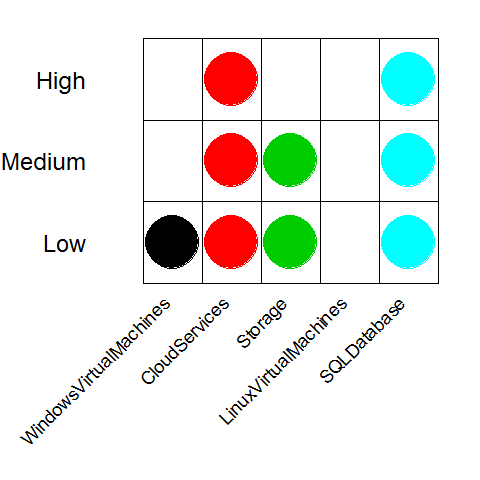 High
Medium
Low
WindowsVirtualMachines
CloudServices
Storage
LinuxVirtualMachines
SQLDatabase